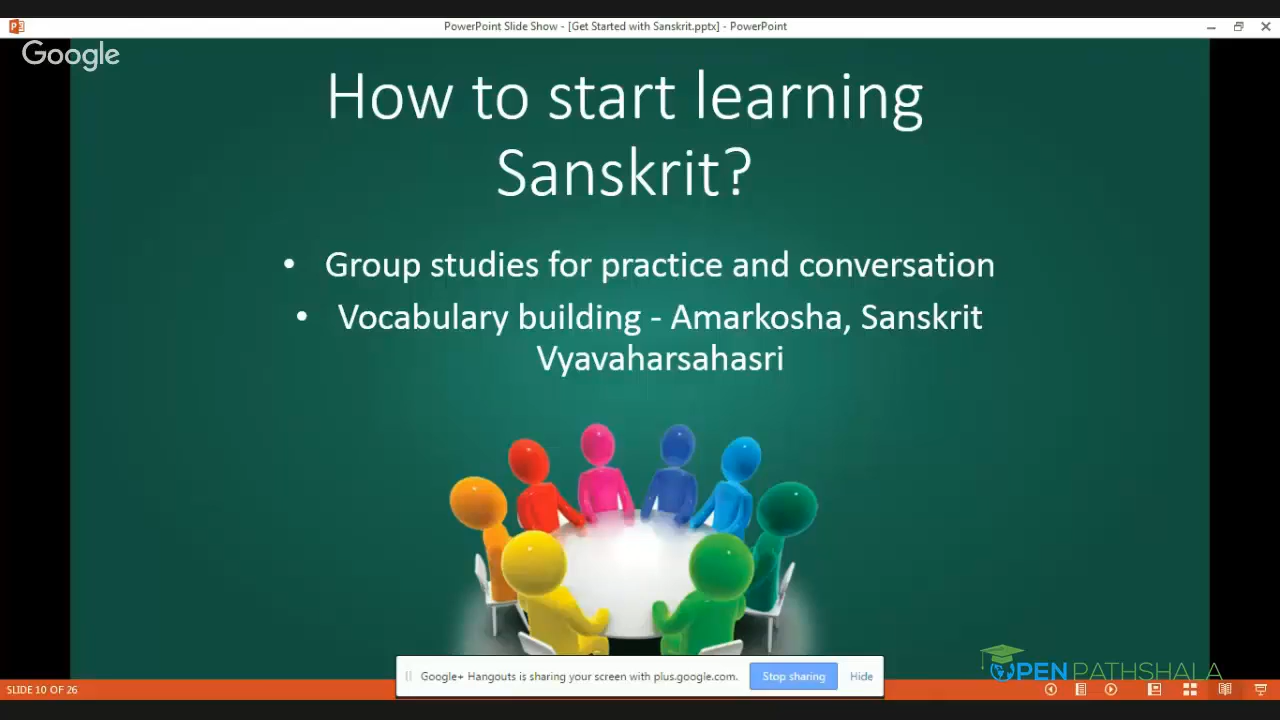 PowerPoint Slide Show - [Get Started with Sanskrit.pptx] - PowerPoint
Google
How to start learning
Sanskrit?
• Group studies for practice and conversation
• Vocabulary building - Amarkosha, Sanskrit
Vyavaharsahasri
Google+ Hangouts is sharing your screen with plus.google.com.
Stop sharing
Hide
OPEN PATHSHALA
SLIDE 10 OF 26